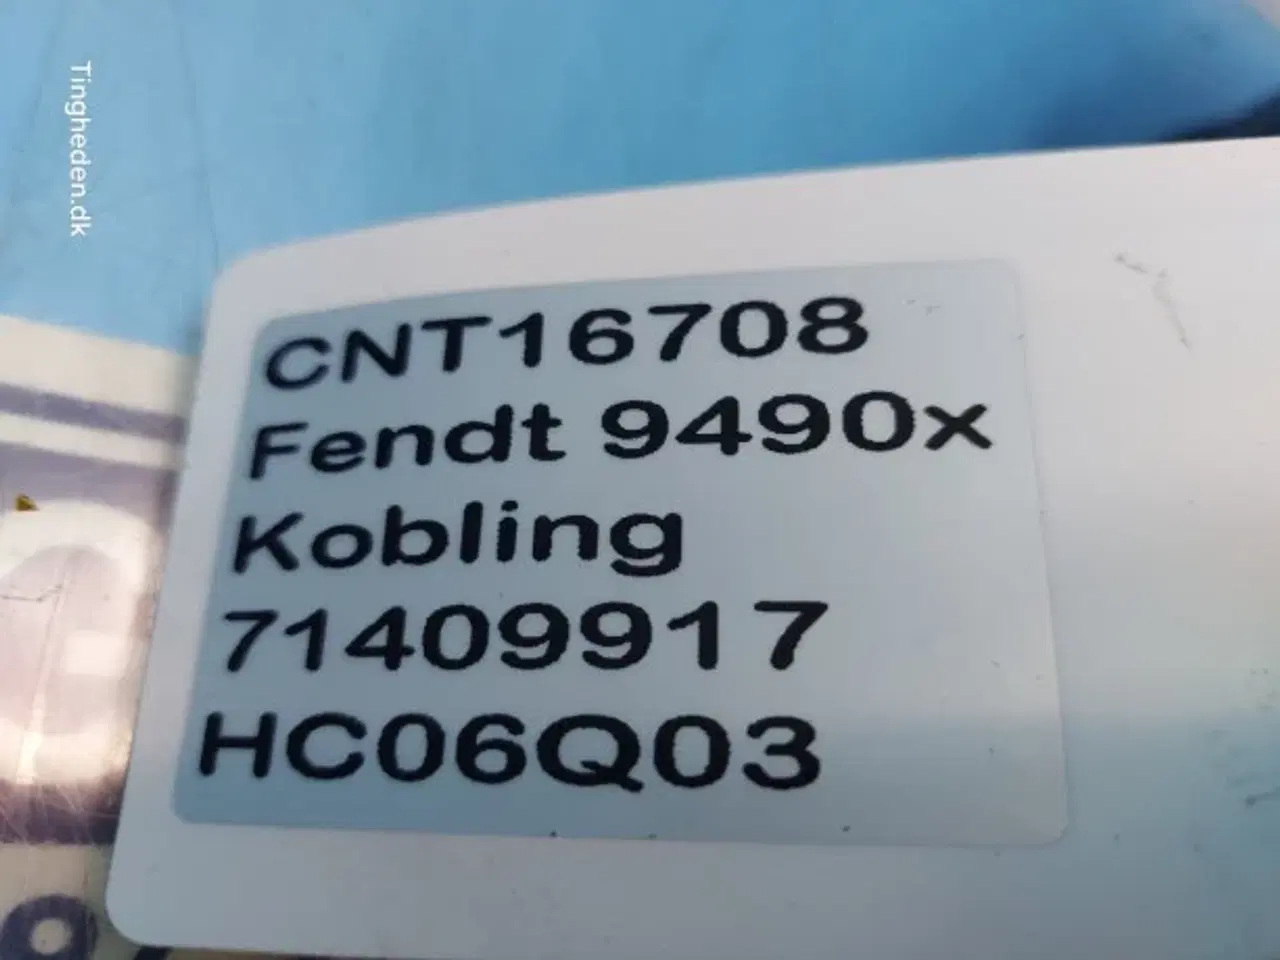 Tingheden.dk
CNT16708
Fendt 9490x
Kobling
71409917
HC06Q03